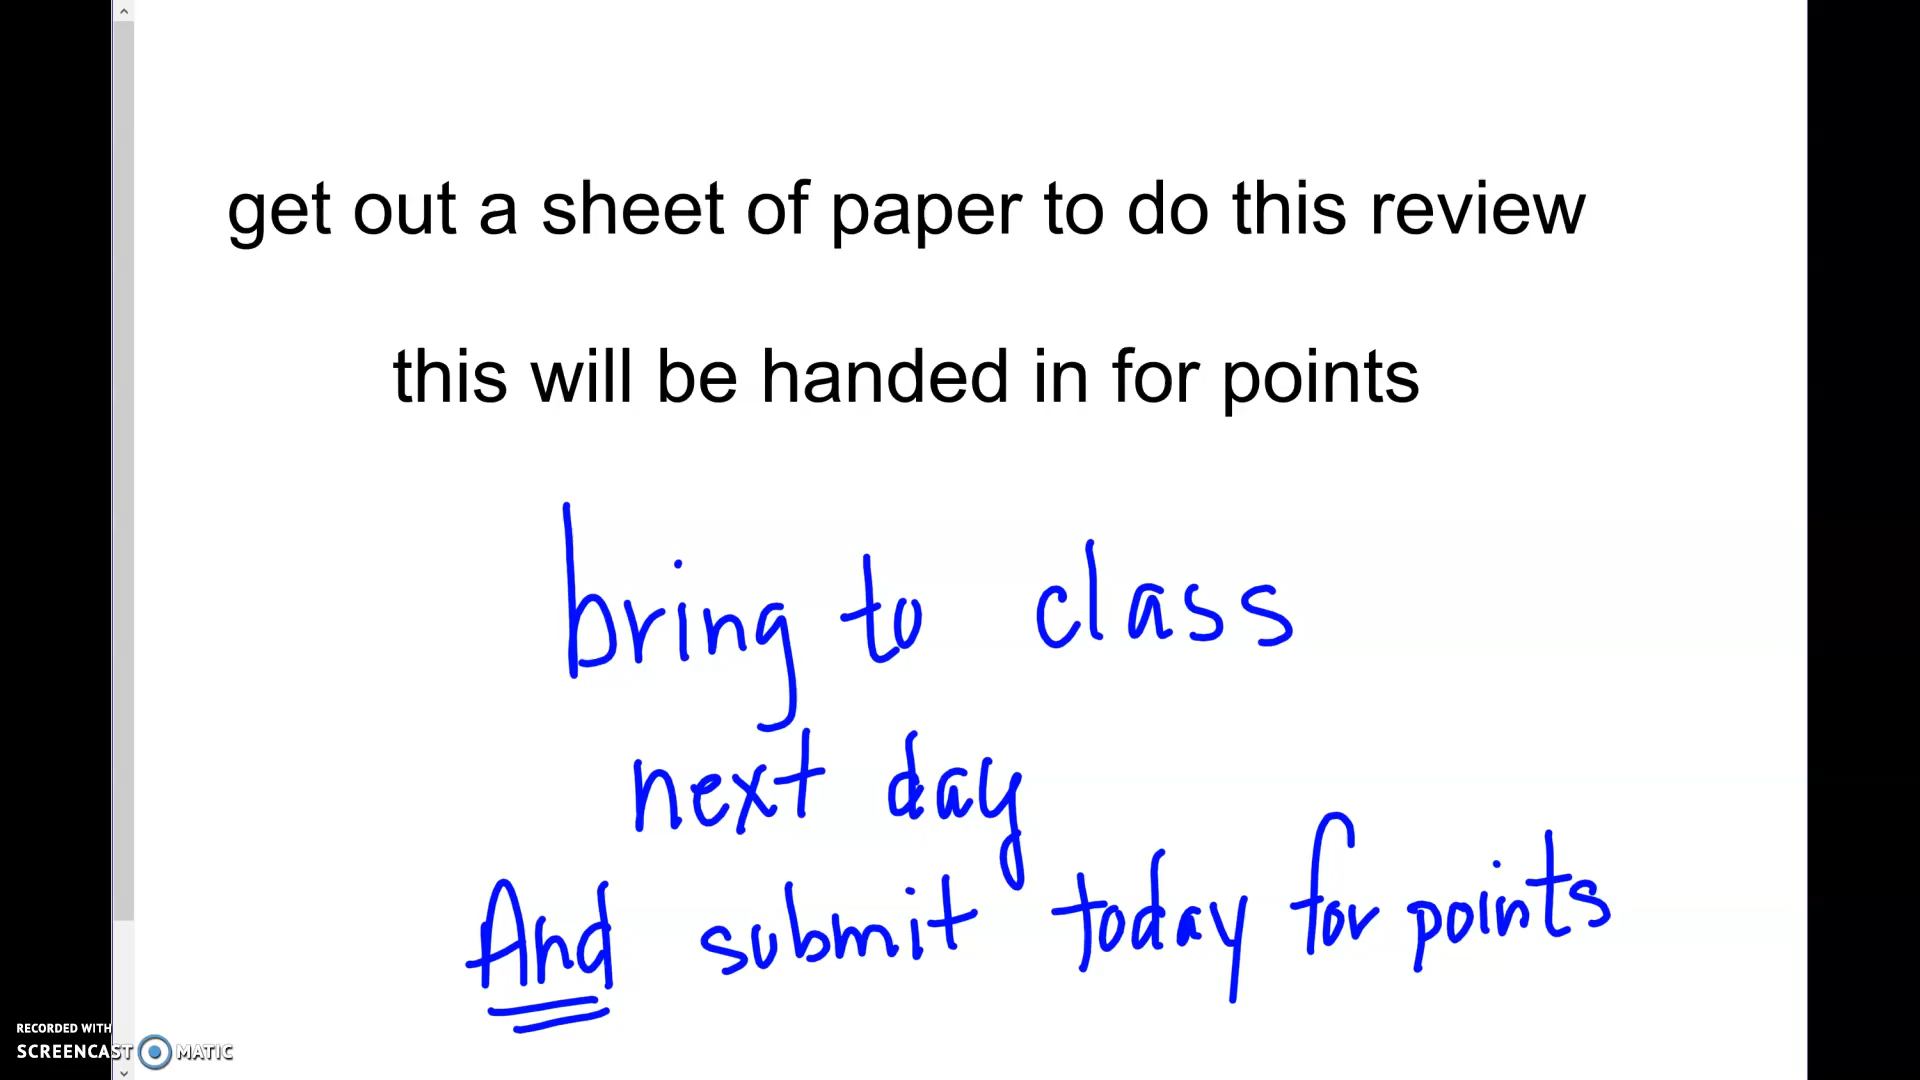 get out a sheet of paper to do this review
this will be handed in for points
bring to class
next day
And submit today for points
RECORDED WITH
SCREENCAST MATIC